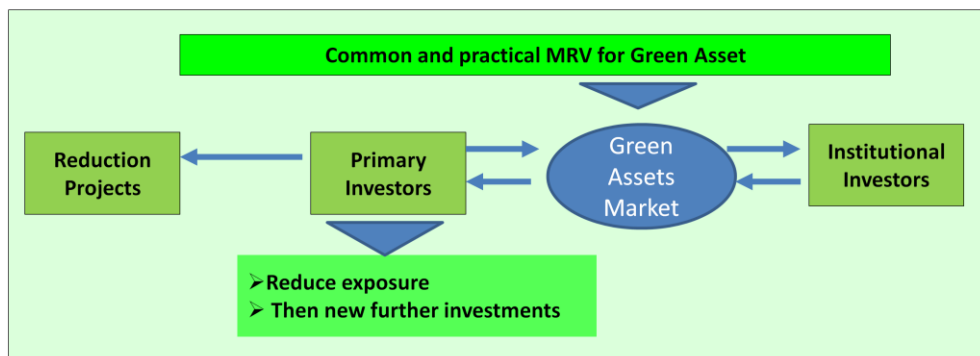 Common and practical MRV for Green Asset
Reduction
Projects
Primary
Investors
Green
Assets
Market
Institutional
Investors
➢Reduce exposure
➢ Then new further investments